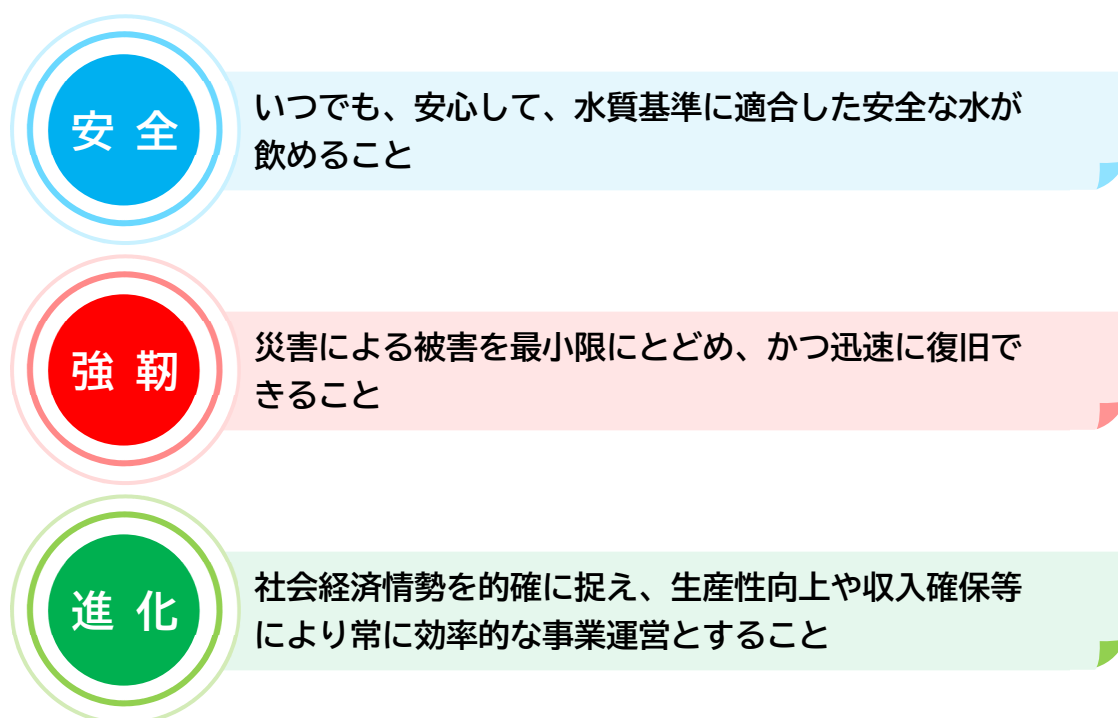 安 全
いつでも、安心して、水質基準に適合した安全な水が
飲めること
強 靭
災害による被害を最小限にとどめ、かつ迅速に復旧で
きること
進 化
社会経済情勢を的確に捉え、生産性向上や収入確保等
により常に効率的な事業運営とすること